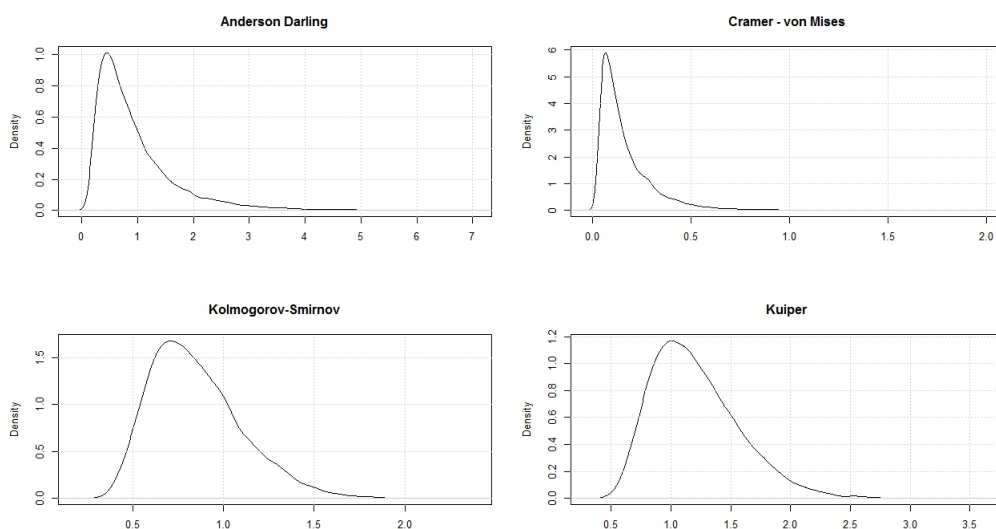 Anderson Darling
Density
0.0 0.2 0.4 0.6 0.8 1.0
0 1 2 3 4 5 6 7
Cramer - von Mises
Density
0 1 2 3 4 5 6
0.0 0.5 1.0 1.5 2.0
Kolmogorov-Smirnov
Density
0.0 0.5 1.0 1.5
0.5 1.0 1.5 2.0
Kuiper
Density
0.0 0.2 0.4 0.6 0.8 1.0 1.2
0.5 1.0 1.5 2.0 2.5 3.0 3.5